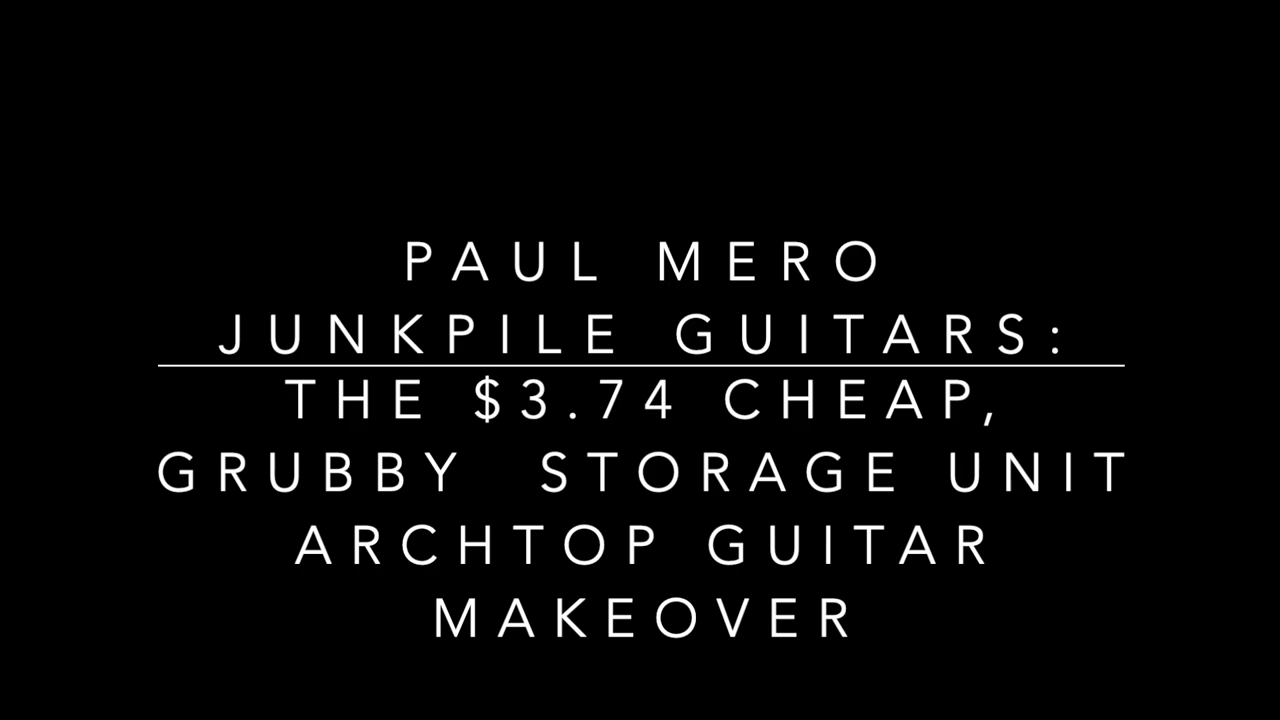 PAUL MERO
JUNKPILE GUITARS:
THE $3.74 CHEAP,
GRUBBY STORAGE UNIT
ARCHTOP GUITAR
MAKEOVER